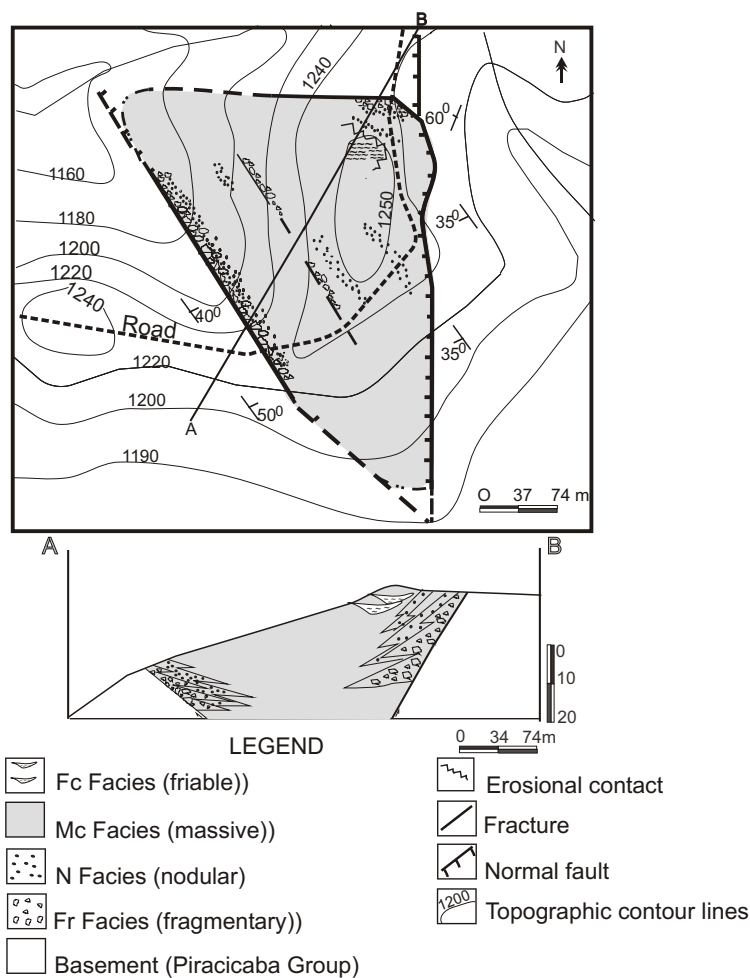 B
N
1240
60⁰
1160
1250
1180
35⁰
1200
1220
1240
40⁰
Road
35⁰
1220
1200
50⁰
A
1190
O 37 74 m
A B
0
10
20
0 34 74m
LEGEND
Fc Facies (friable))
Mc Facies (massive))
N Facies (nodular)
Fr Facies (fragmentary))
Basement (Piracicaba Group)
Erosional contact
Fracture
Normal fault
1200 Topographic contour lines